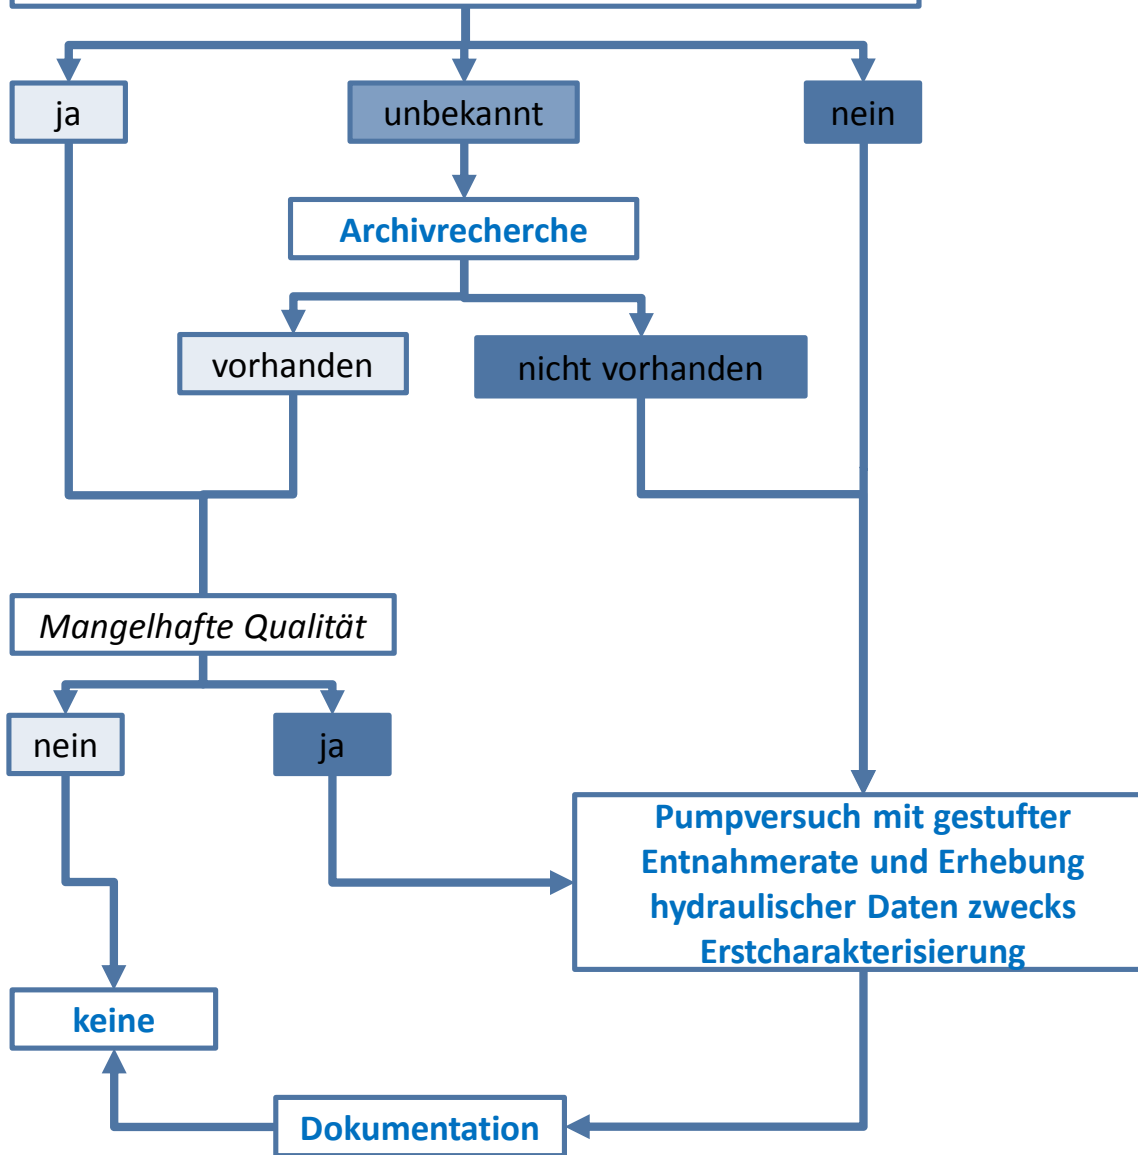 ja
unbekannt
nein
Archivrecherche
vorhanden
nicht vorhanden
Mangelhafte Qualität
nein
ja
Pumpversuch mit gestufter
Entnahmerate und Erhebung
hydraulischer Daten zwecks
Erstcharakterisierung
keine
Dokumentation